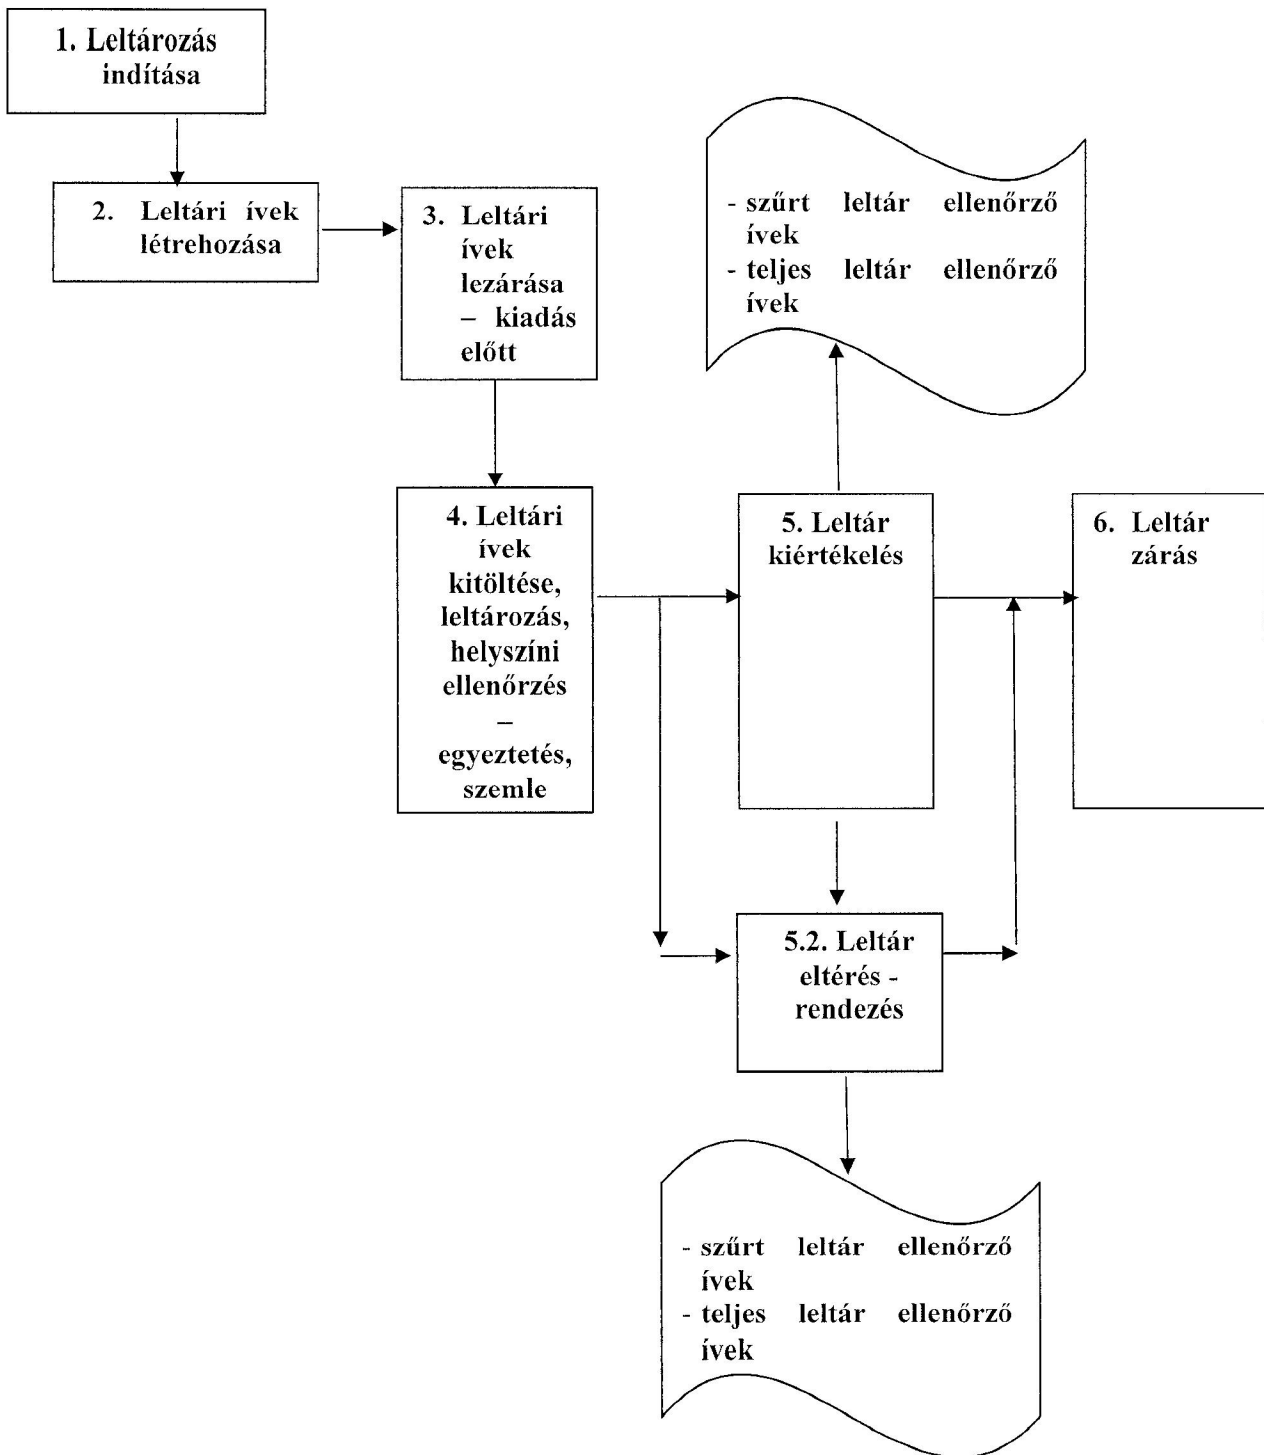 1. Leltározás
indítása
2. Leltári ívek
létrehozása
3. Leltári
ívek
lezárása
– kiadás
előtt
- szűrt leltár ellenőrző
ívek
- teljes leltár ellenőrző
ívek
4. Leltári
ívek
kitöltése,
leltározás,
helyszíni
ellenőrzés
–
egyeztetés,
szemle
5. Leltár
kiértékelés
6. Leltár
zárás
5.2. Leltár
eltérés -
rendezés
- szűrt leltár ellenőrző
ívek
- teljes leltár ellenőrző
ívek